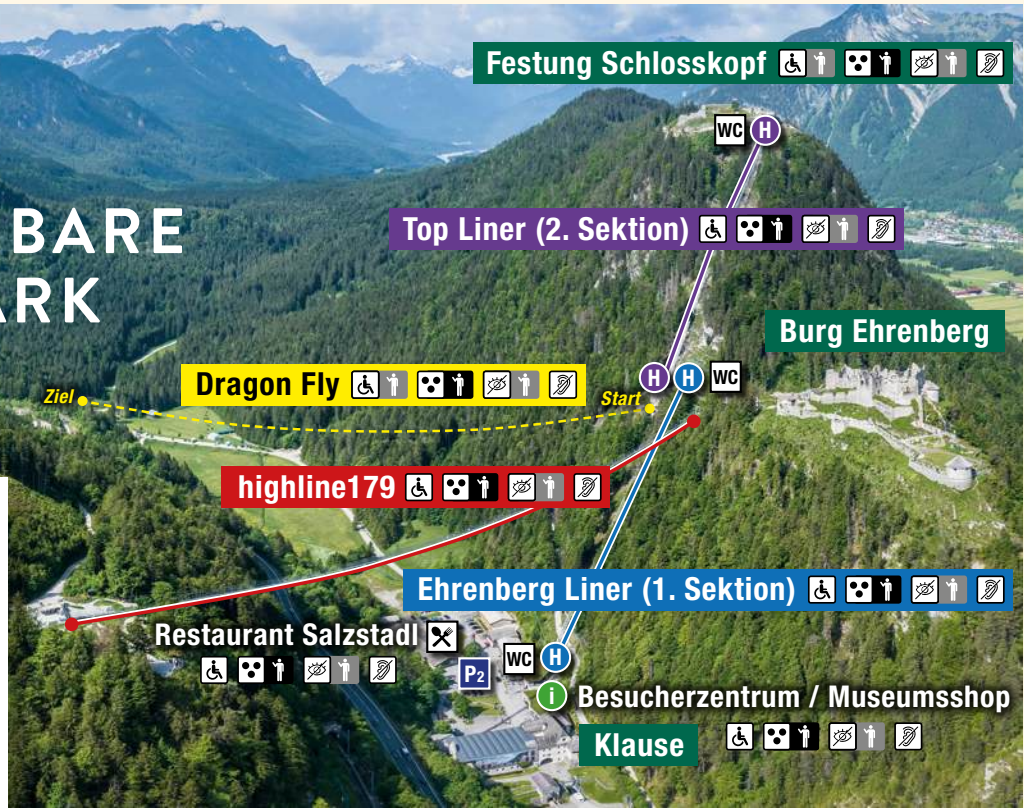 Festung Schlosskopf
WC H
BARE
ARK
Top Liner (2. Sektion)
Burg Ehrenberg
Dragon Fly
H H WC
Ziel
Start
highline179
Ehrenberg Liner (1. Sektion)
Restaurant Salzstadl
P2
WC H
i Besucherzentrum / Museumsshop
Klause